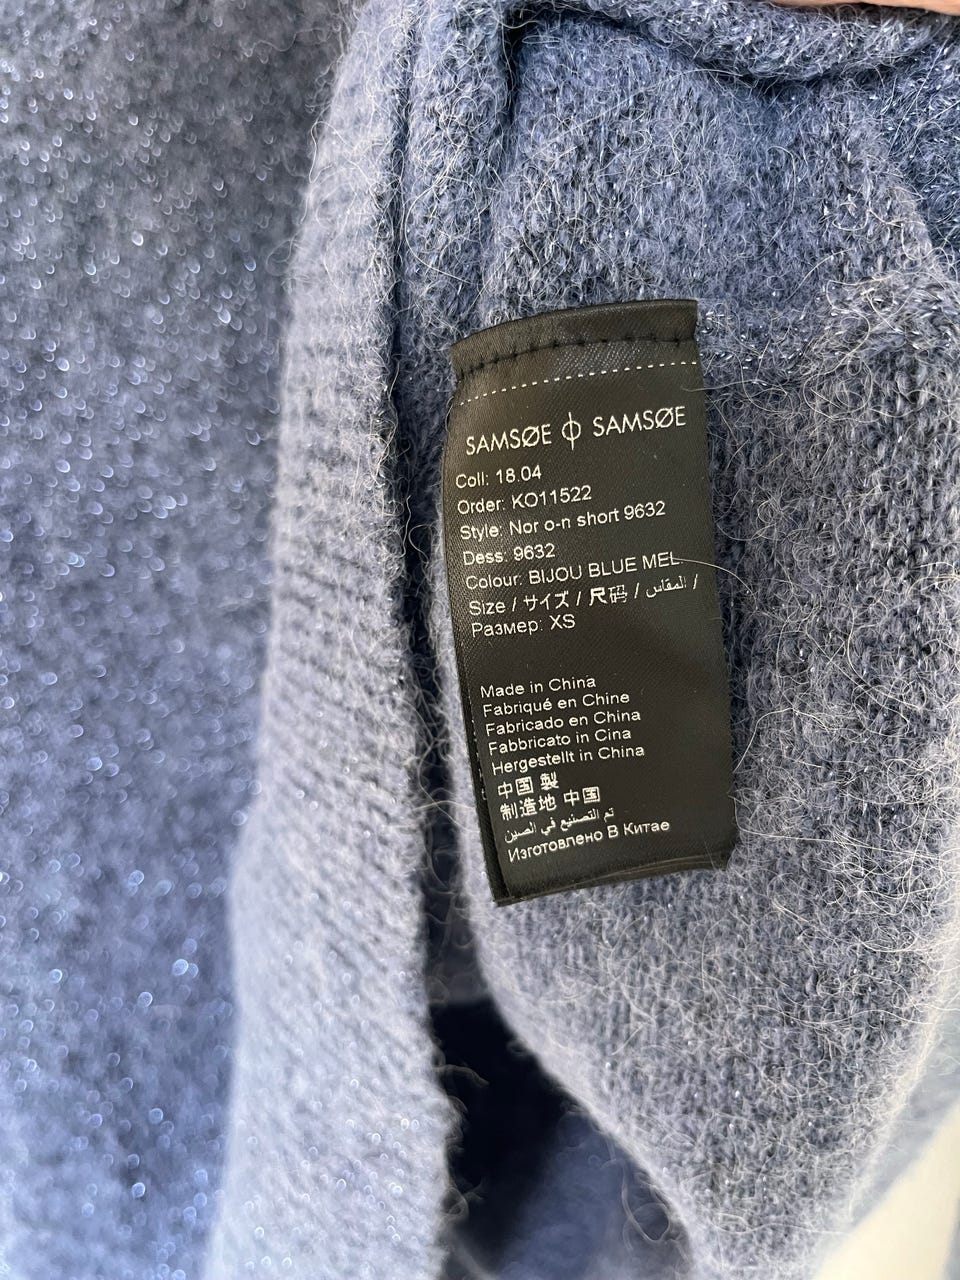 SAMSØE ϕ SAMSØE
Coll: 18.04
Order: KO11522
Style: Nor o-n short 9632
Dess: 9632
Colour: BIJOU BLUE MEL.
Size / サイズ / 尺码 / المقاس /
Размер: XS
Made in China
Fabriqué en Chine
Fabricado en China
Fabbricato in Cina
Hergestellt in China
中国 製
制造地 中国
تم التصنيع في الصين
Изготовлено В Китае